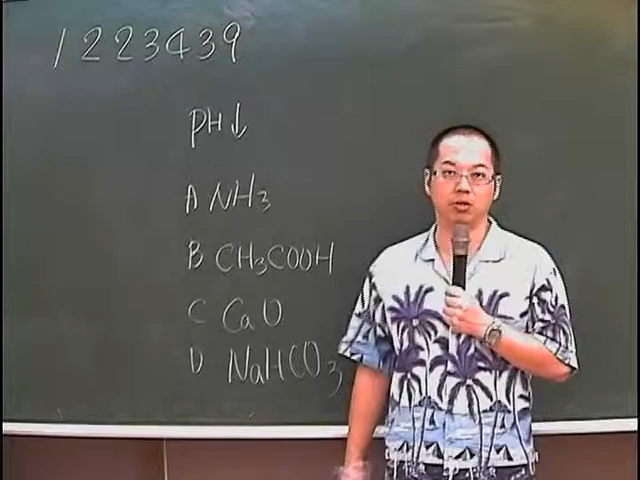 1223439
PH↓
A NH3
B CH3COOH
C CaO
D NaHCO3